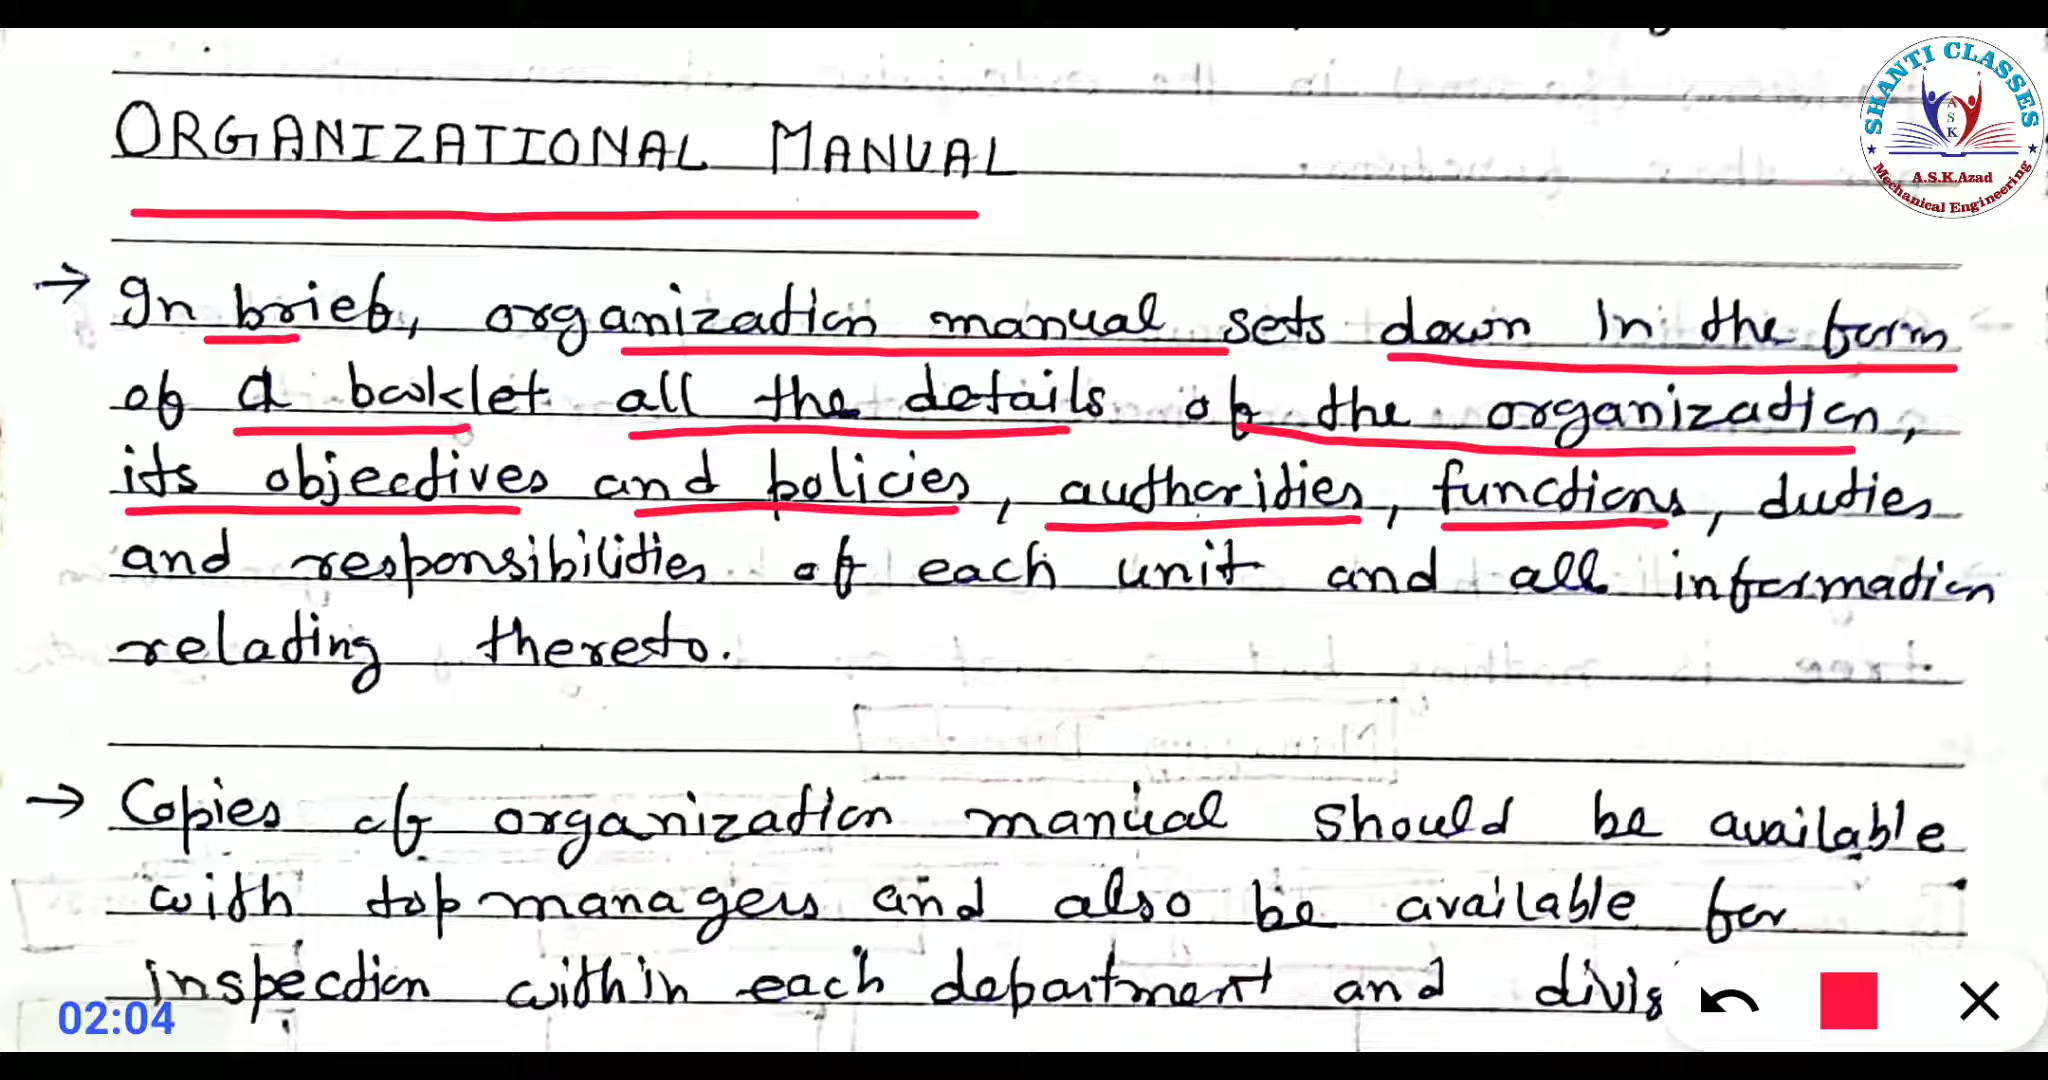 SHANTI CLASSES
A S K
A.S.K.Azad
Mechanical Engineering
ORGANIZATIONAL MANUAL
→ In brief, organization manual sets down in the form
of a booklet all the details of the organization,
its objectives and policies, authorities, functions, duties
and responsibilities of each unit and all information
relating thereto.
→ Copies of organization manual should be available
with top managers and also be available for
inspection within each department and divis
02:04